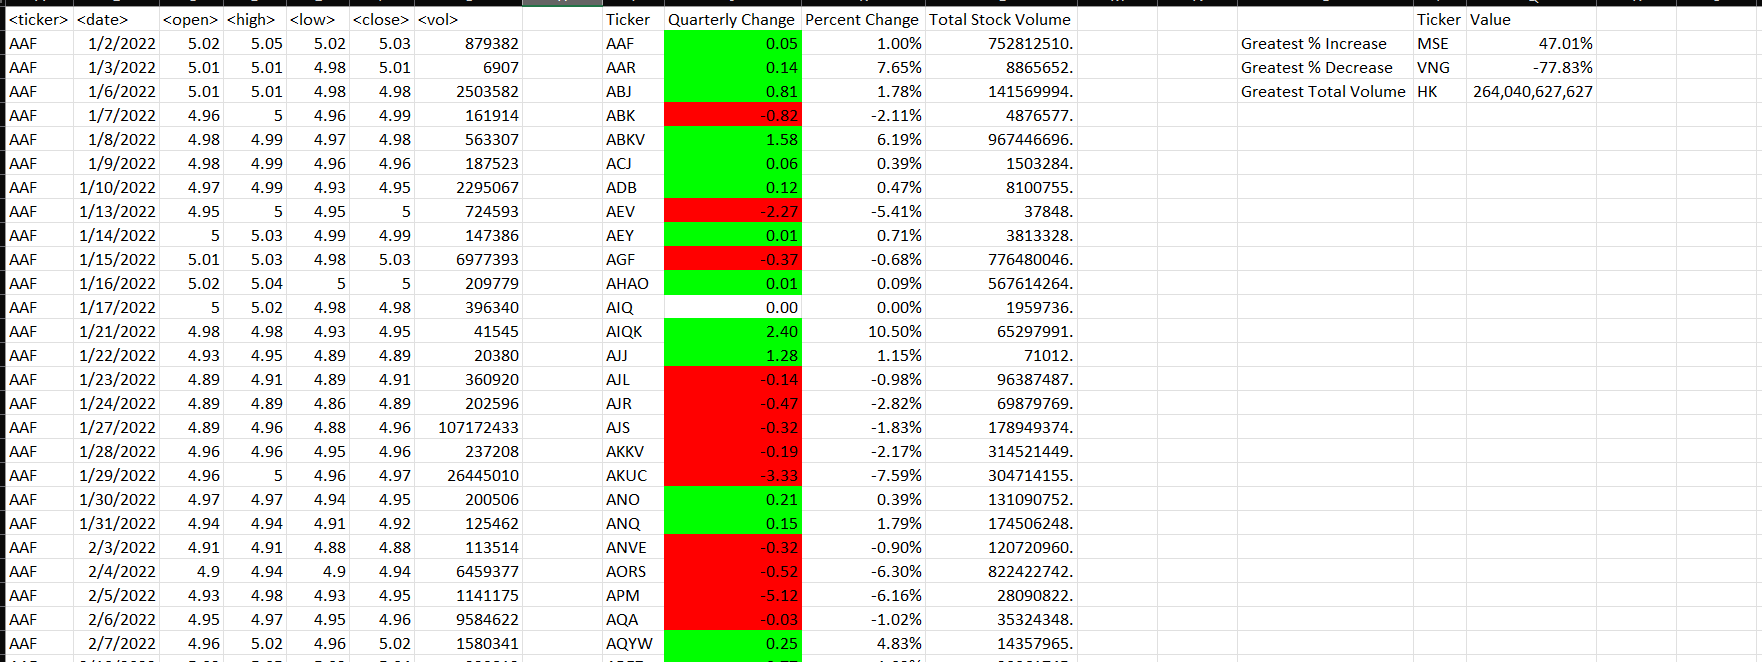 <ticker> <date> <open> <high> <low> <close> <vol> Ticker Quarterly Change Percent Change Total Stock Volume Ticker Value
AAF 1/2/2022 5.02 5.05 5.02 5.03 879382 AAF 0.05 1.00% 752812510. Greatest % Increase MSE 47.01%
AAF 1/3/2022 5.01 5.01 4.98 5.01 6907 AAR 0.14 7.65% 8865652. Greatest % Decrease VNG -77.83%
AAF 1/6/2022 5.01 5.01 4.98 4.98 2503582 ABJ 0.81 1.78% 141569994. Greatest Total Volume HK 264,040,627,627
AAF 1/7/2022 4.96 5 4.96 4.99 161914 ABK -0.82 -2.11% 4876577.
AAF 1/8/2022 4.98 4.99 4.97 4.98 563307 ABKV 1.58 6.19% 967446696.
AAF 1/9/2022 4.98 4.99 4.96 4.96 187523 ACJ 0.06 0.39% 1503284.
AAF 1/10/2022 4.97 4.99 4.93 4.95 2295067 ADB 0.12 0.47% 8100755.
AAF 1/13/2022 4.95 5 4.95 5 724593 AEV -2.27 -5.41% 37848.
AAF 1/14/2022 5 5.03 4.99 4.99 147386 AEY 0.01 0.71% 3813328.
AAF 1/15/2022 5.01 5.03 4.98 5.03 6977393 AGF -0.37 -0.68% 776480046.
AAF 1/16/2022 5.02 5.04 5 5 209779 AHAO 0.01 0.09% 567614264.
AAF 1/17/2022 5 5.02 4.98 4.98 396340 AIQ 0.00 0.00% 1959736.
AAF 1/21/2022 4.98 4.98 4.93 4.95 41545 AIQK 2.40 10.50% 65297991.
AAF 1/22/2022 4.93 4.95 4.89 4.89 20380 AJJ 1.28 1.15% 71012.
AAF 1/23/2022 4.89 4.91 4.89 4.91 360920 AJL -0.14 -0.98% 96387487.
AAF 1/24/2022 4.89 4.89 4.86 4.89 202596 AJR -0.47 -2.82% 69879769.
AAF 1/27/2022 4.89 4.96 4.88 4.96 107172433 AJS -0.32 -1.83% 178949374.
AAF 1/28/2022 4.96 4.96 4.95 4.96 237208 AKKV -0.19 -2.17% 314521449.
AAF 1/29/2022 4.96 5 4.96 4.97 26445010 AKUC -3.33 -7.59% 304714155.
AAF 1/30/2022 4.97 4.97 4.94 4.95 200506 ANO 0.21 0.39% 131090752.
AAF 1/31/2022 4.94 4.94 4.91 4.92 125462 ANQ 0.15 1.79% 174506248.
AAF 2/3/2022 4.91 4.91 4.88 4.88 113514 ANVE -0.32 -0.90% 120720960.
AAF 2/4/2022 4.9 4.94 4.9 4.94 6459377 AORS -0.52 -6.30% 822422742.
AAF 2/5/2022 4.93 4.98 4.93 4.95 1141175 APM -5.12 -6.16% 28090822.
AAF 2/6/2022 4.95 4.97 4.95 4.96 9584622 AQA -0.03 -1.02% 35324348.
AAF 2/7/2022 4.96 5.02 4.96 5.02 1580341 AQYW 0.25 4.83% 14357965.